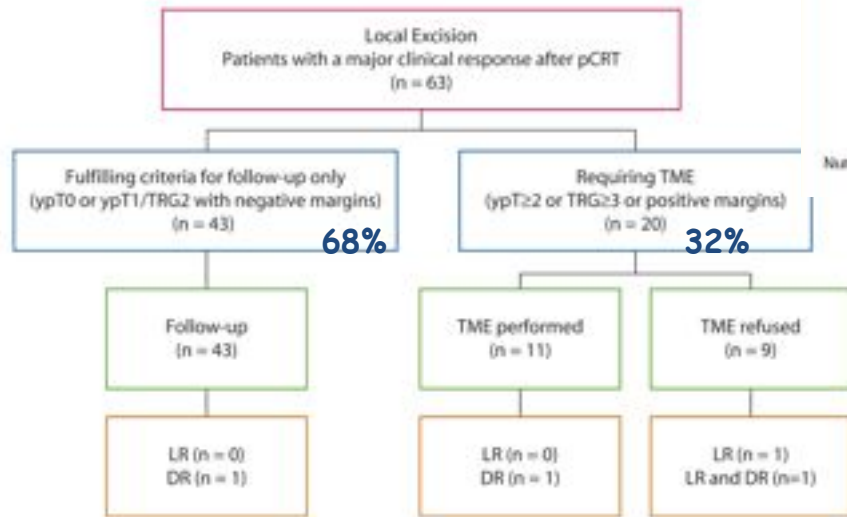 Local Excision
Patients with a major clinical response after pCRT
(n = 63)
Fulfilling criteria for follow-up only
(ypT0 or ypT1/TRG2 with negative margins)
(n = 43)
68%
Requiring TME
(ypT≥2 or TRG≥3 or positive margins)
(n = 20)
32%
Follow-up
(n = 43)
TME performed
(n = 11)
TME refused
(n = 9)
LR (n = 0)
DR (n = 1)
LR (n = 0)
DR (n = 1)
LR (n = 1)
LR and DR (n=1)